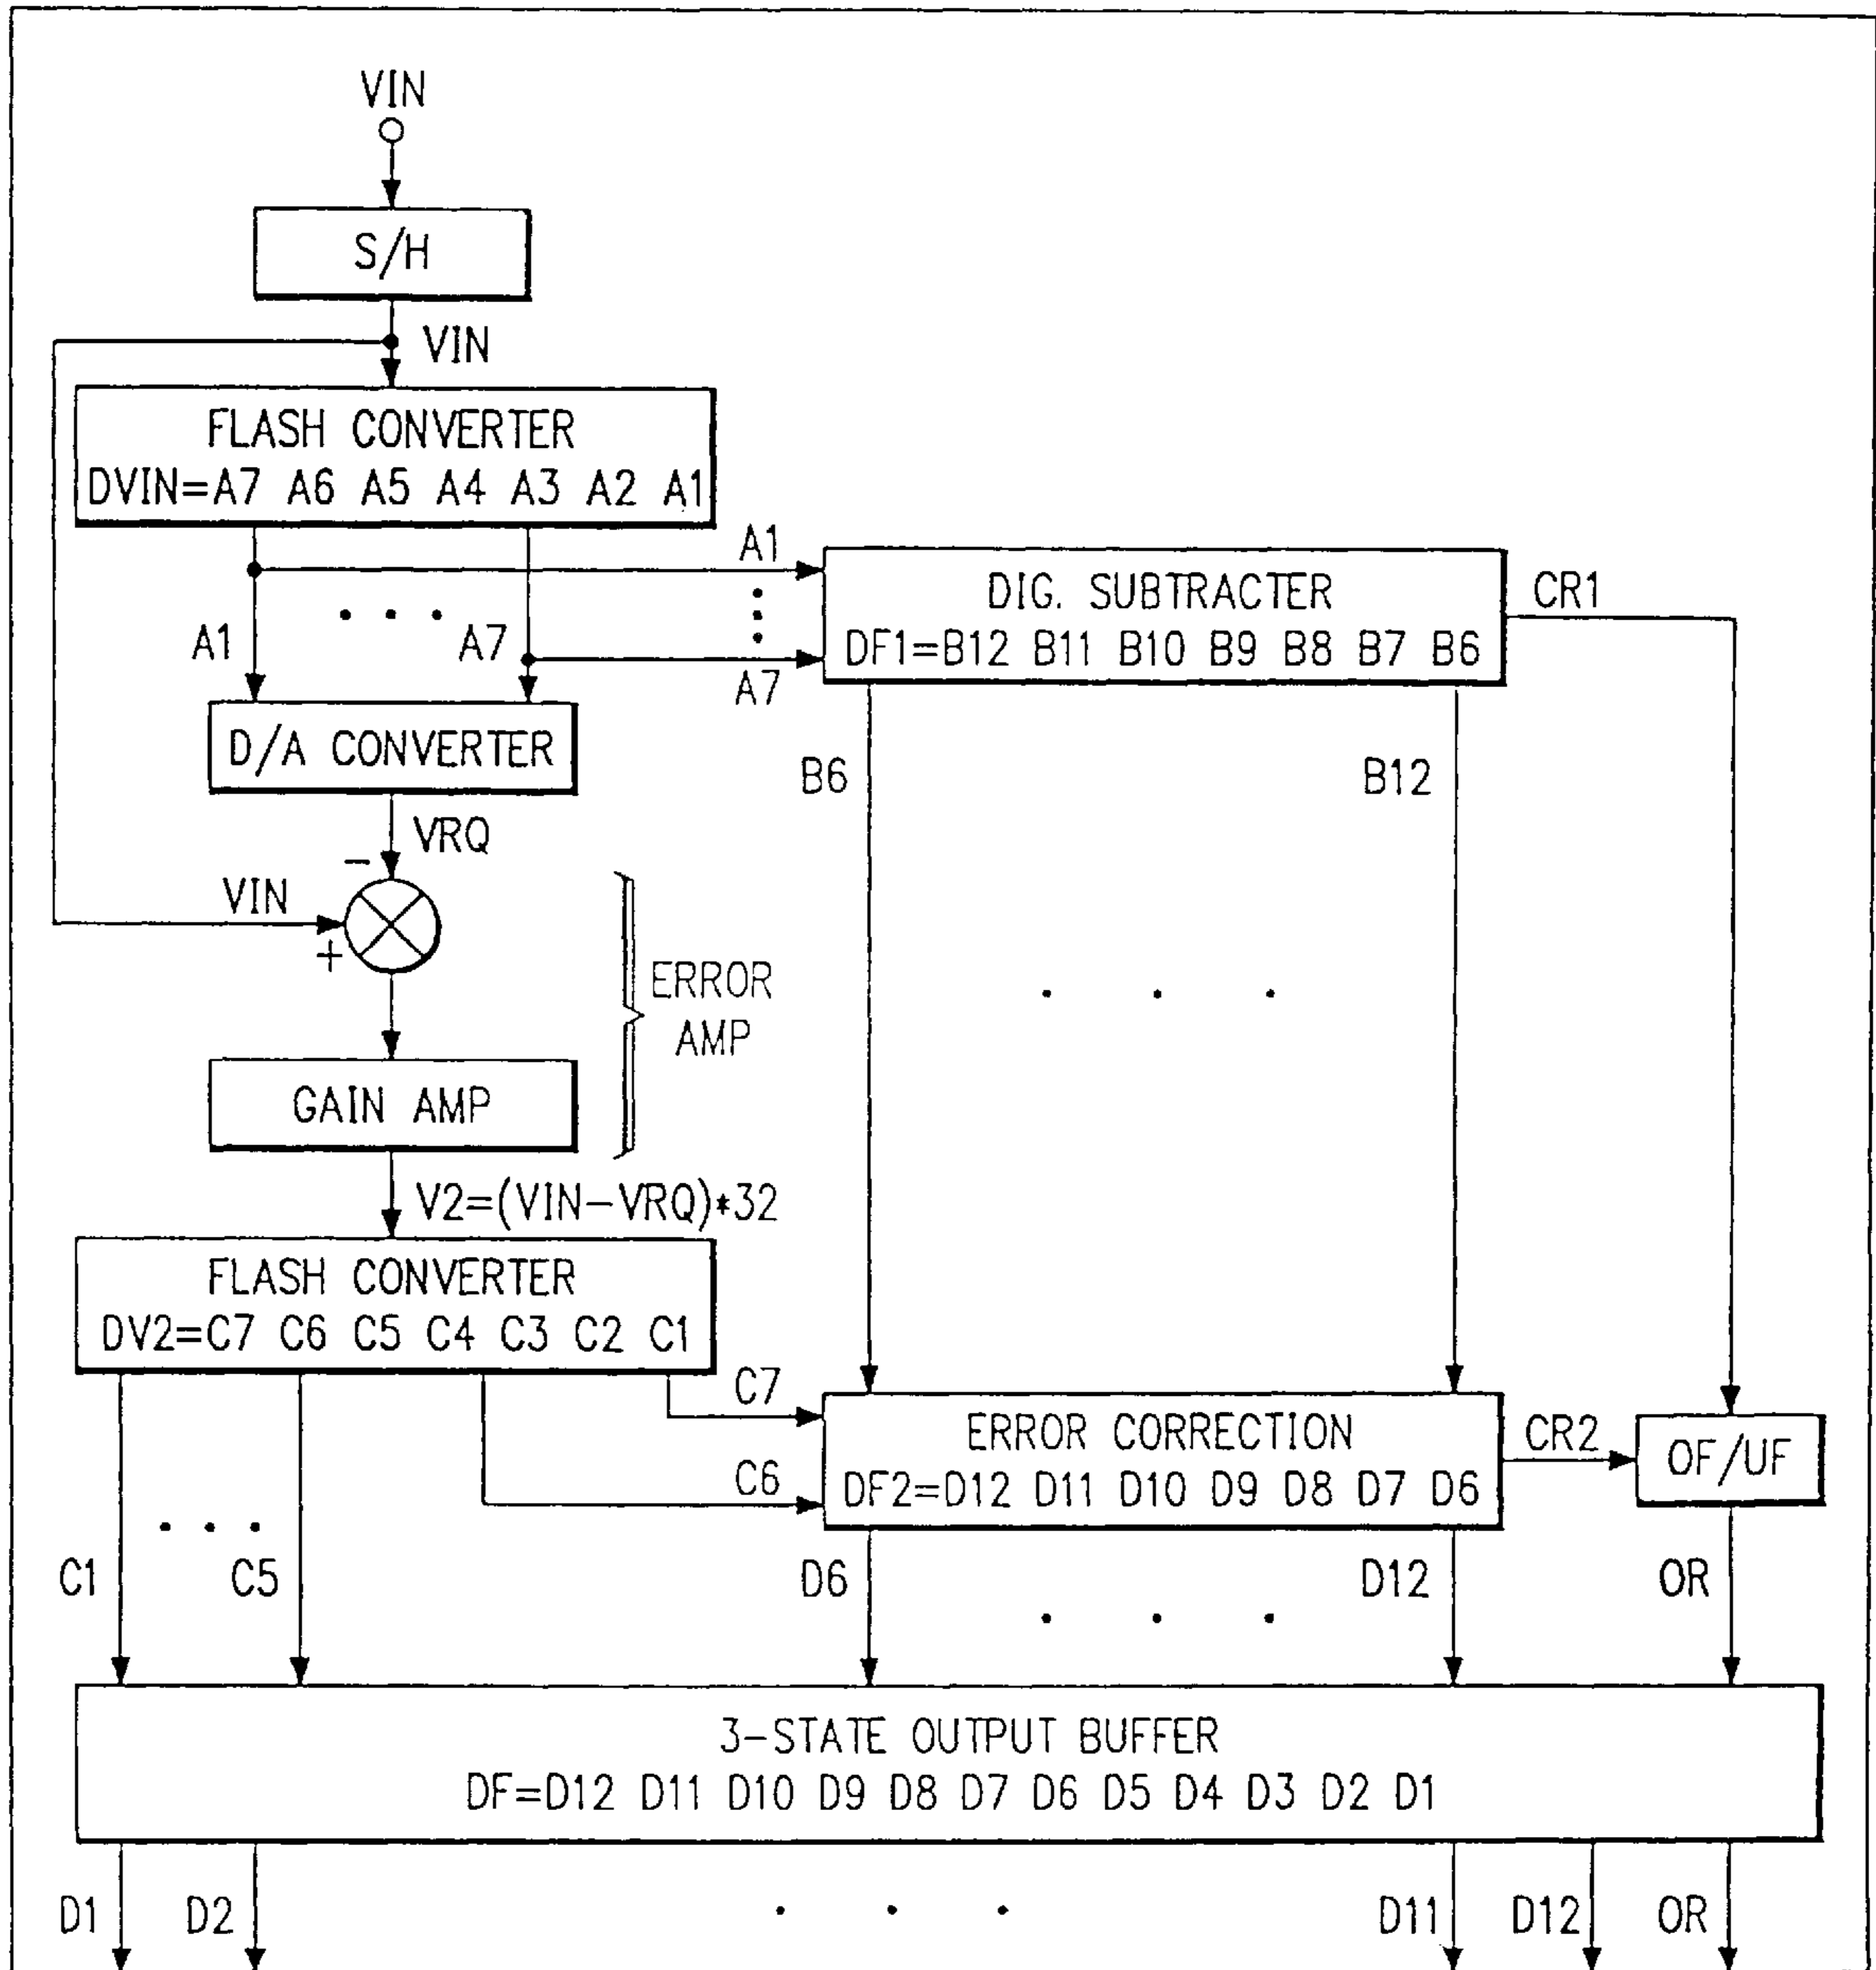 VIN
S/H
VIN
FLASH CONVERTER
DVIN=A7 A6 A5 A4 A3 A2 A1
A1
A7
A1
A7
DIG. SUBTRACTER
DF1=B12 B11 B10 B9 B8 B7 B6
CR1
D/A CONVERTER
B6
B12
VRQ
-
VIN
+
ERROR
AMP
GAIN AMP
V2=(VIN-VRQ)*32
FLASH CONVERTER
DV2=C7 C6 C5 C4 C3 C2 C1
C7
C6
ERROR CORRECTION
DF2=D12 D11 D10 D9 D8 D7 D6
CR2
OF/UF
C1
C5
D6
D12
OR
3-STATE OUTPUT BUFFER
DF=D12 D11 D10 D9 D8 D7 D6 D5 D4 D3 D2 D1
D1
D2
D11
D12
OR